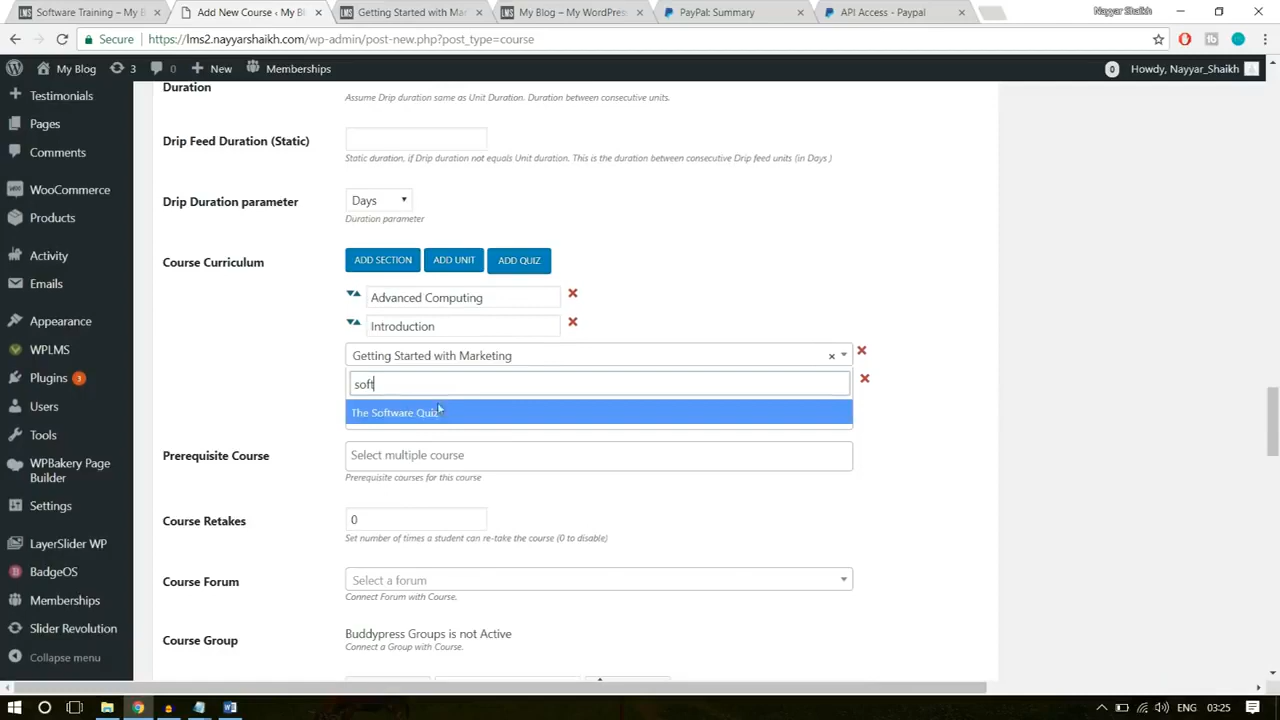 Software Training – My B
Add New Course ‹ My Bl
Getting Started with Mar
My Blog – My WordPress
PayPal: Summary
API Access - Paypal
Nayyar Shaikh
Secure
https://lms2.nayyarshaikh.com/wp-admin/post-new.php?post_type=course
My Blog
3
0
New
Memberships
0
Howdy, Nayyar_Shaikh
Testimonials
Pages
Comments
WooCommerce
Products
Activity
Emails
Appearance
WPLMS
Plugins 3
Users
Tools
WPBakery Page
Builder
Settings
LayerSlider WP
BadgeOS
Memberships
Slider Revolution
Collapse menu
Duration
Assume Drip duration same as Unit Duration. Duration between consecutive units.
Drip Feed Duration (Static)
Static duration, if Drip duration not equals Unit duration. This is the duration between consecutive Drip feed units (in Days )
Drip Duration parameter
Days
Duration parameter
Course Curriculum
ADD SECTION
ADD UNIT
ADD QUIZ
Advanced Computing
Introduction
Getting Started with Marketing
soft
The Software Quiz
Prerequisite Course
Select multiple course
Prerequisite courses for this course
Course Retakes
0
Set number of times a student can re-take the course (0 to disable)
Course Forum
Select a forum
Connect Forum with Course.
Course Group
Buddypress Groups is not Active
Connect a Group with Course.
ENG
03:25